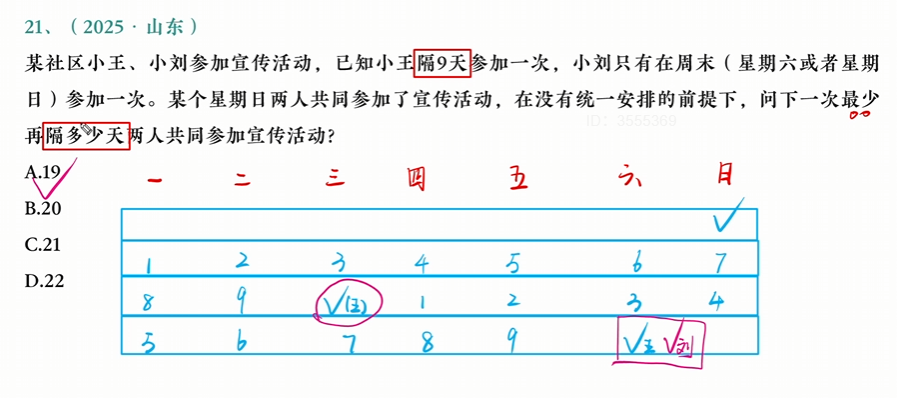 21、（2025·山东）
某社区小王、小刘参加宣传活动，已知小王隔9天参加一次，小刘只有在周末（星期六或者星期
日）参加一次。某个星期日两人共同参加了宣传活动，在没有统一安排的前提下，问下一次最少
ID：3555369
再隔多少天两人共同参加宣传活动？
A.19
B.20
C.21
D.22
一 二 三 四 五 六 日
✓
1 2 3 4 5 6 7
8 9 ✓(王) 1 2 3 4
5 6 7 8 9 ✓王 ✓刘